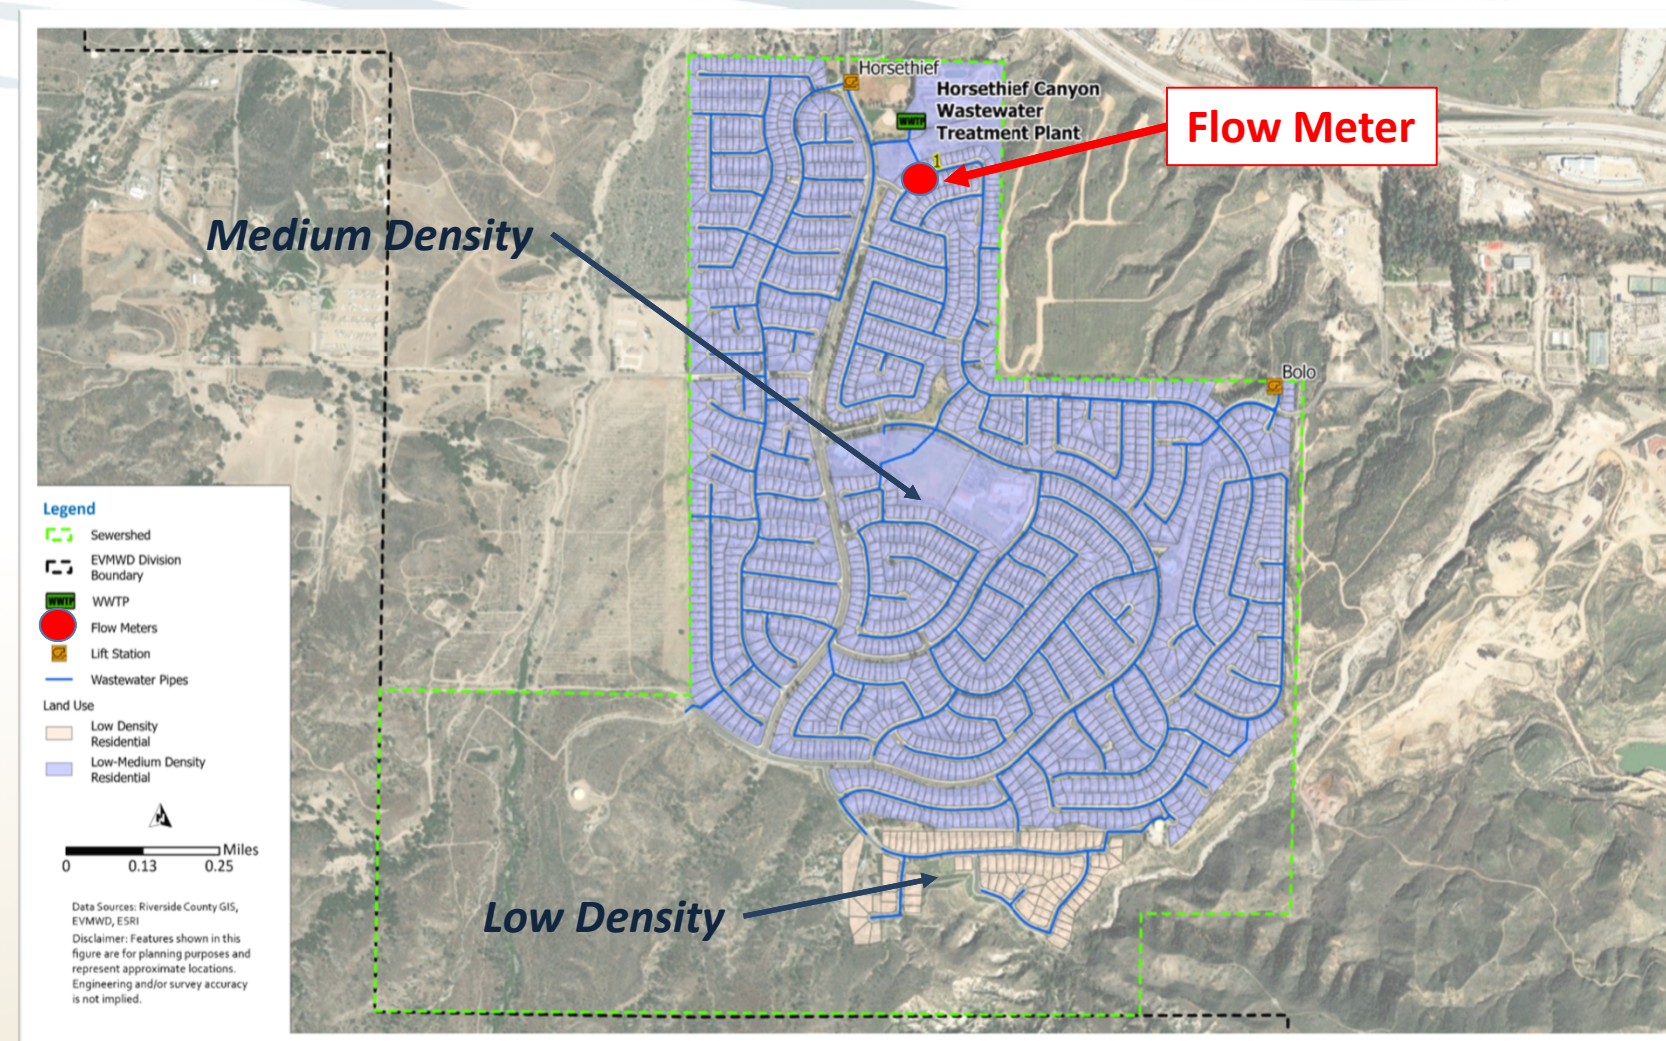 Horsethief
Horsethief Canyon
Wastewater
Treatment Plant
WWTP
Flow Meter
1
Medium Density
Bolo
Legend
Sewershed
EVMWD Division
Boundary
WWTP
WWTP
Flow Meters
Lift Station
Wastewater Pipes
Land Use
Low Density
Residential
Low-Medium Density
Residential
Miles
0 0.13 0.25
Data Sources: Riverside County GIS,
EVMWD, ESRI
Disclaimer: Features shown in this
figure are for planning purposes and
represent approximate locations.
Engineering and/or survey accuracy
is not implied.
Low Density